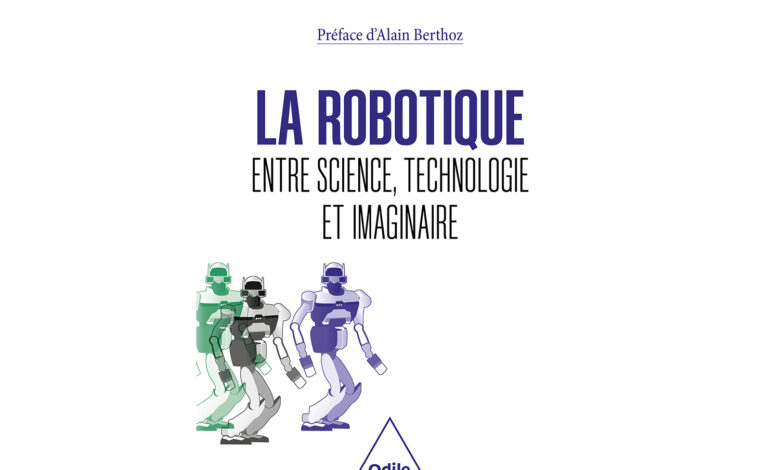 Préface d’Alain Berthoz
LA ROBOTIQUE
ENTRE SCIENCE, TECHNOLOGIE
ET IMAGINAIRE
Odile